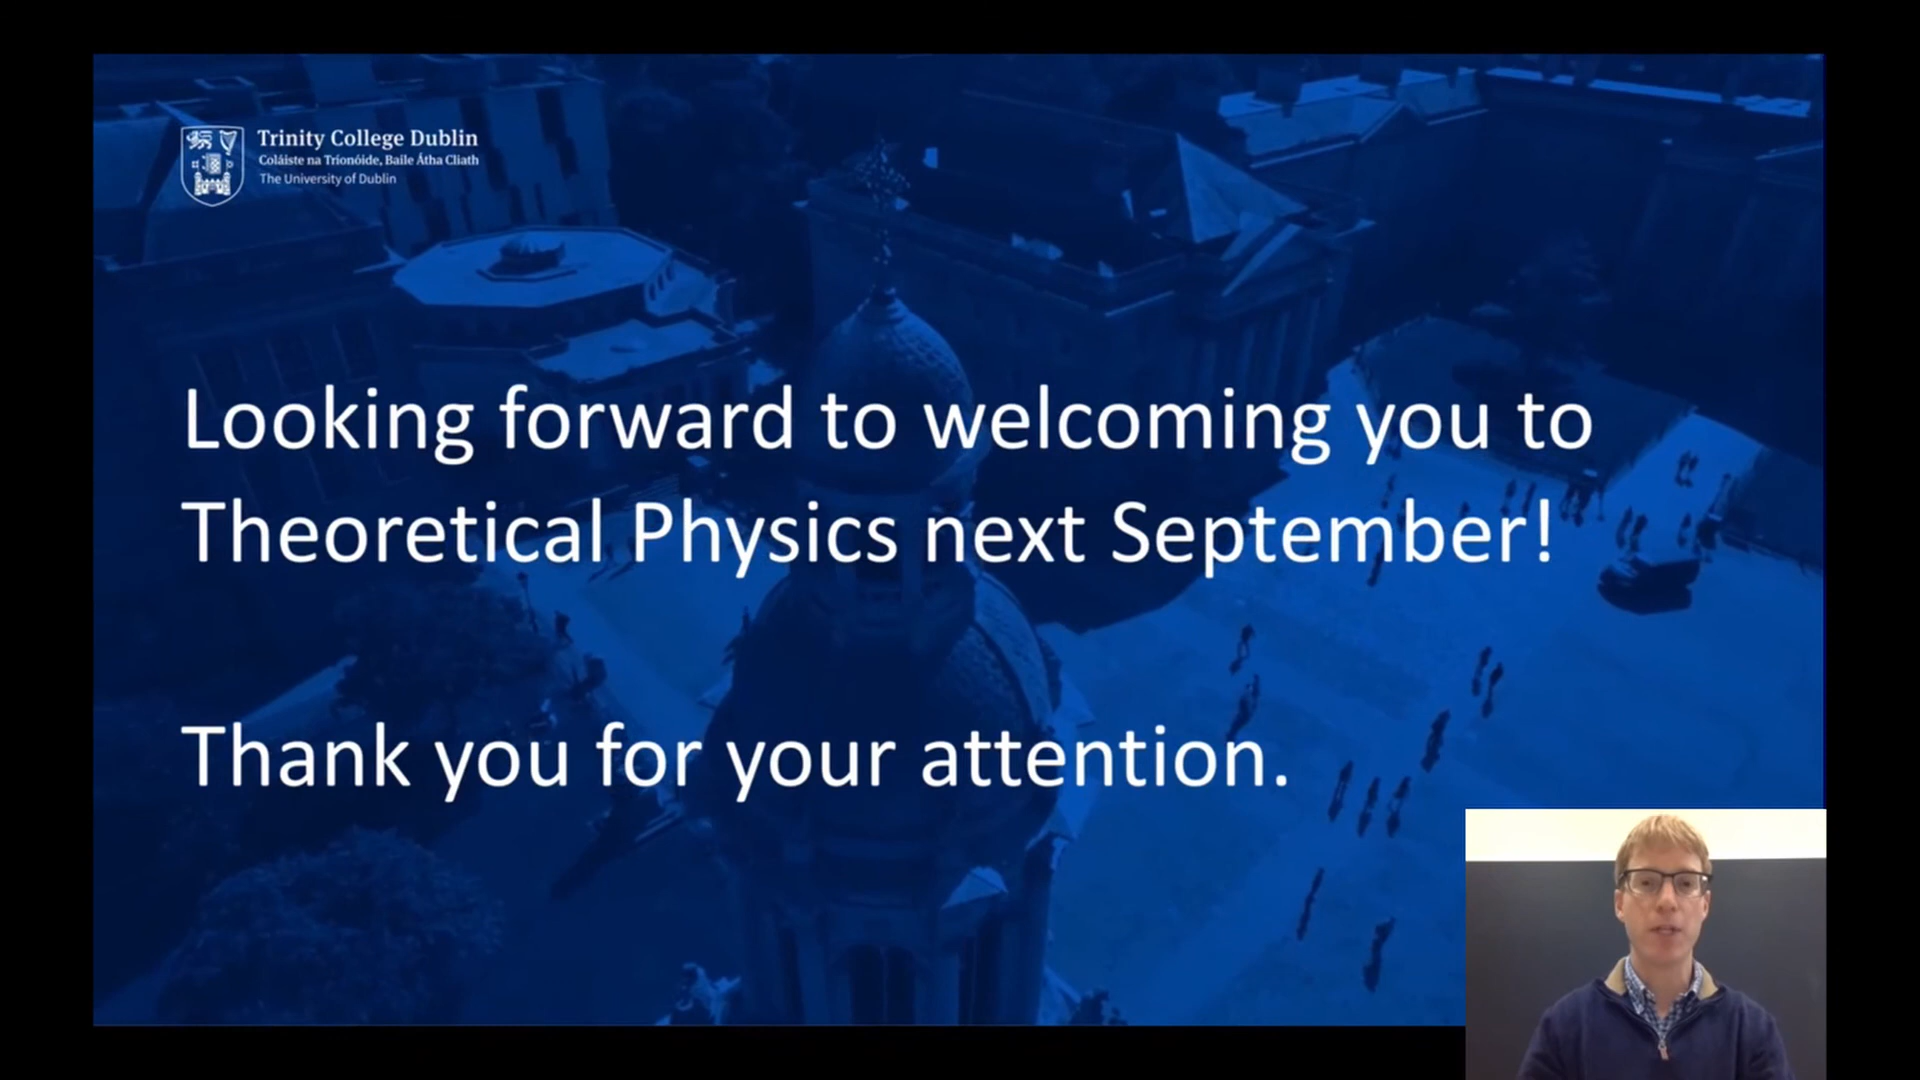 Trinity College Dublin
Coláiste na Tríonóide, Baile Átha Cliath
The University of Dublin
Looking forward to welcoming you to
Theoretical Physics next September!
Thank you for your attention.